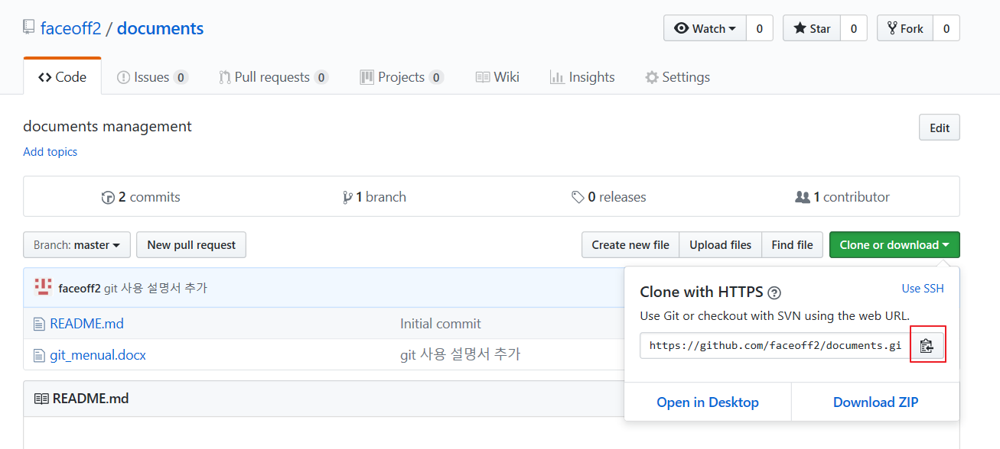 faceoff2 / documents
Watch 0 Star 0 Fork 0
Code Issues 0 Pull requests 0 Projects 0 Wiki Insights Settings
documents management
Edit
Add topics
2 commits 1 branch 0 releases 1 contributor
Branch: master New pull request Create new file Upload files Find file Clone or download
faceoff2 git 사용 설명서 추가
README.md Initial commit
git_menual.docx git 사용 설명서 추가
README.md
Clone with HTTPS ? Use SSH
Use Git or checkout with SVN using the web URL.
https://github.com/faceoff2/documents.gi
Open in Desktop Download ZIP